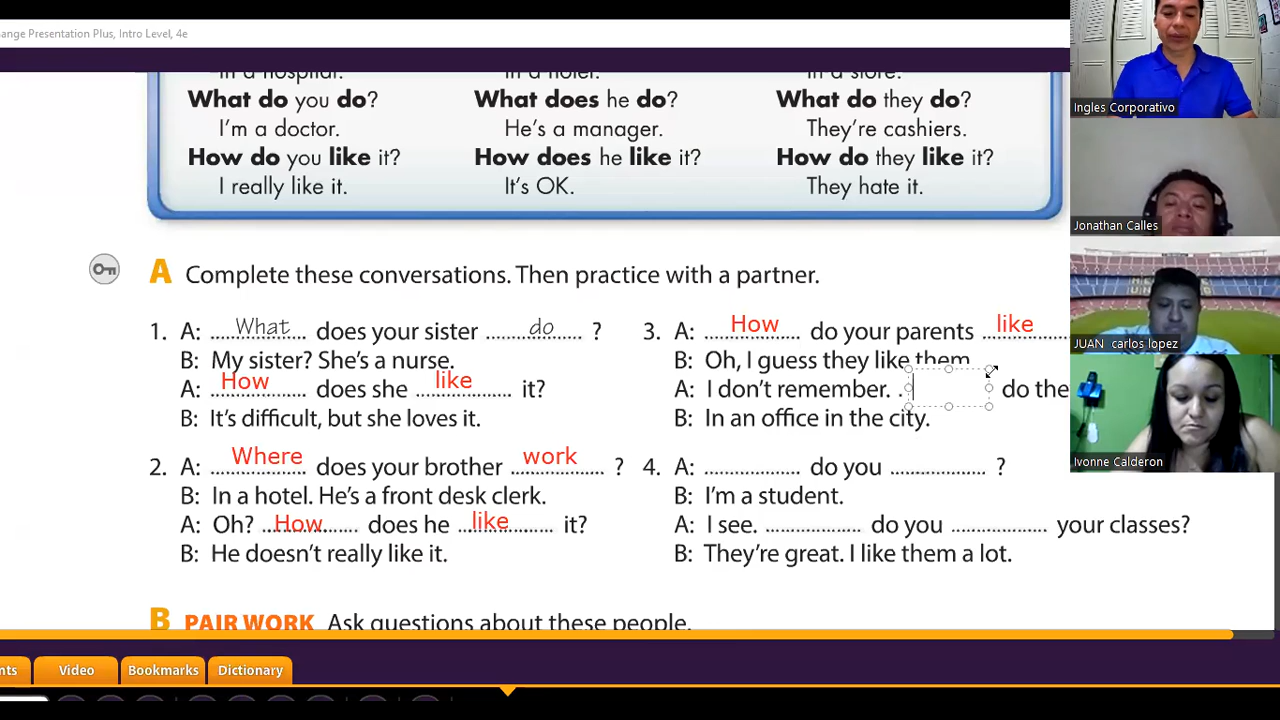 ange Presentation Plus, Intro Level, 4e
In a hospital. In a hotel. In a store.
What do you do? What does he do? What do they do?
I'm a doctor. He's a manager. They're cashiers.
How do you like it? How does he like it? How do they like it?
I really like it. It's OK. They hate it.
A Complete these conversations. Then practice with a partner.
1. A: What does your sister do ?
B: My sister? She's a nurse.
A: How does she like it?
B: It's difficult, but she loves it.
2. A: Where does your brother work ?
B: In a hotel. He's a front desk clerk.
A: Oh? How does he like it?
B: He doesn't really like it.
3. A: How do your parents like
B: Oh, I guess they like them
A: I don't remember. do the
B: In an office in the city.
4. A: .................... do you .................... ?
B: I'm a student.
A: I see. .................... do you .................... your classes?
B: They're great. I like them a lot.
B PAIR WORK Ask questions about these people.
nts Video Bookmarks Dictionary
Ingles Corporativo
Jonathan Calles
JUAN carlos lopez
Ivonne Calderon